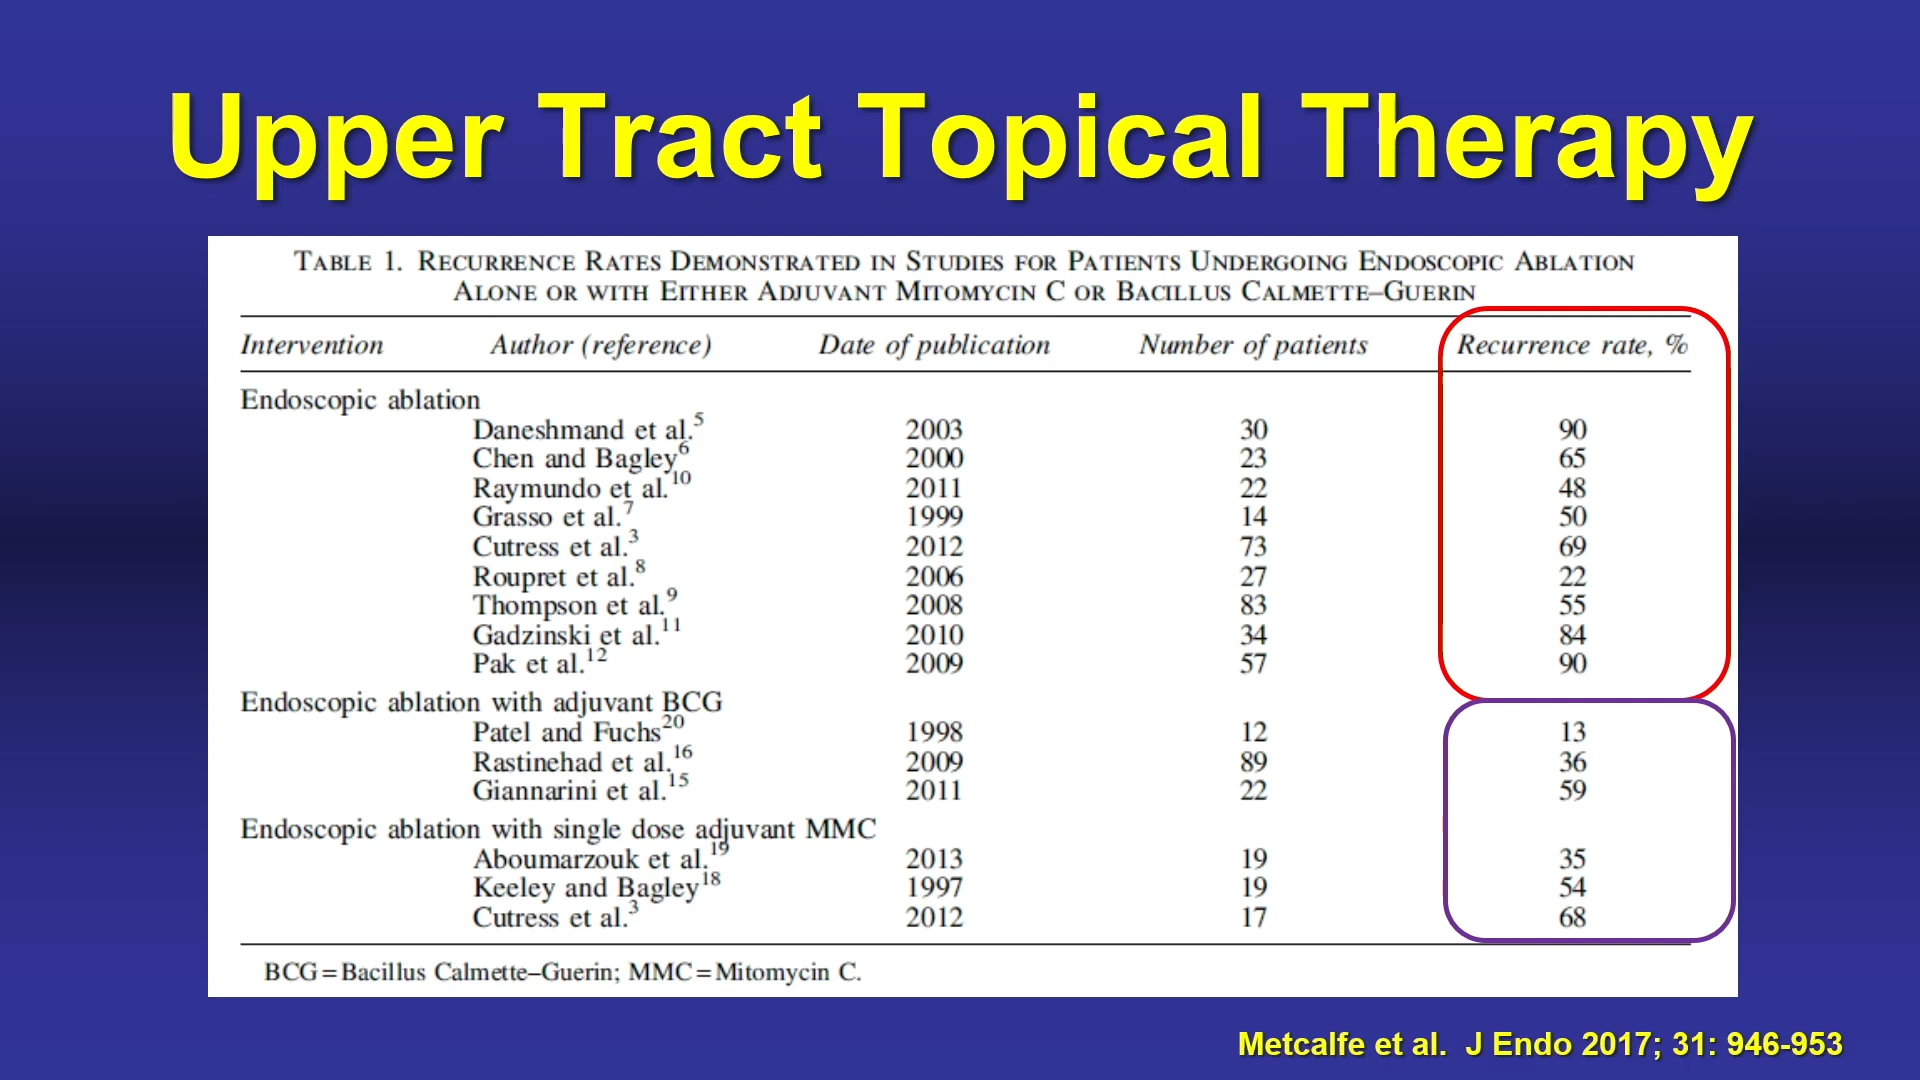 Upper Tract Topical Therapy
Table 1. Recurrence Rates Demonstrated in Studies for Patients Undergoing Endoscopic Ablation
Alone or with Either Adjuvant Mitomycin C or Bacillus Calmette–Guerin
Intervention Author (reference) Date of publication Number of patients Recurrence rate, %
Endoscopic ablation
Daneshmand et al.5 2003 30 90
Chen and Bagley6 2000 23 65
Raymundo et al.10 2011 22 48
Grasso et al.7 1999 14 50
Cutress et al.3 2012 73 69
Roupret et al.8 2006 27 22
Thompson et al.9 2008 83 55
Gadzinski et al.11 2010 34 84
Pak et al.12 2009 57 90
Endoscopic ablation with adjuvant BCG
Patel and Fuchs20 1998 12 13
Rastinehad et al.16 2009 89 36
Giannarini et al.15 2011 22 59
Endoscopic ablation with single dose adjuvant MMC
Aboumarzouk et al.19 2013 19 35
Keeley and Bagley18 1997 19 54
Cutress et al.3 2012 17 68
BCG = Bacillus Calmette–Guerin; MMC = Mitomycin C.
Metcalfe et al. J Endo 2017; 31: 946-953